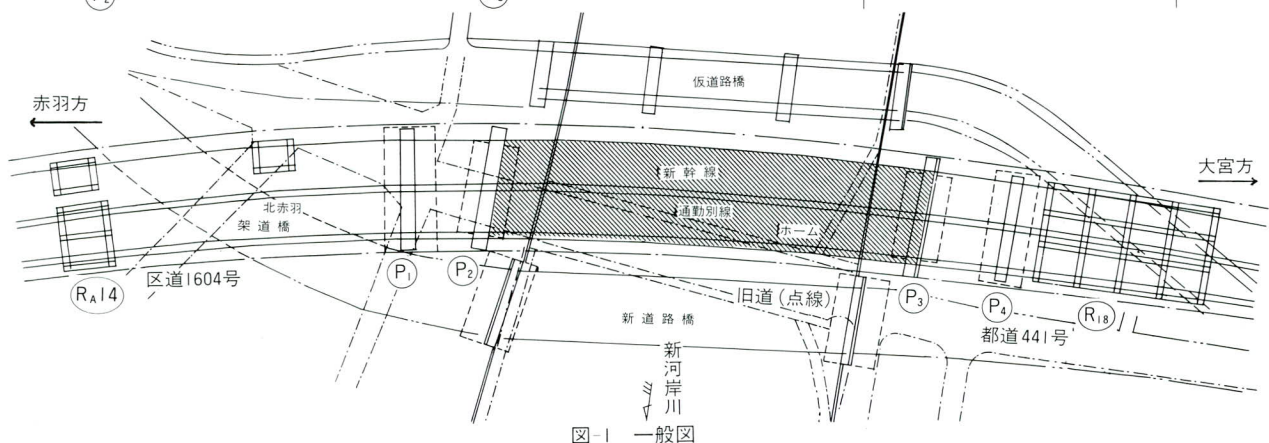 仮道路橋
赤羽方
大宮方
新幹線
通勤別線
ホーム
北赤羽
架道橋
区道1604号
RA14
P1
P2
P3
P4
R18
旧道(点線)
都道441号
新道路橋
新河岸川
図-1 一般図